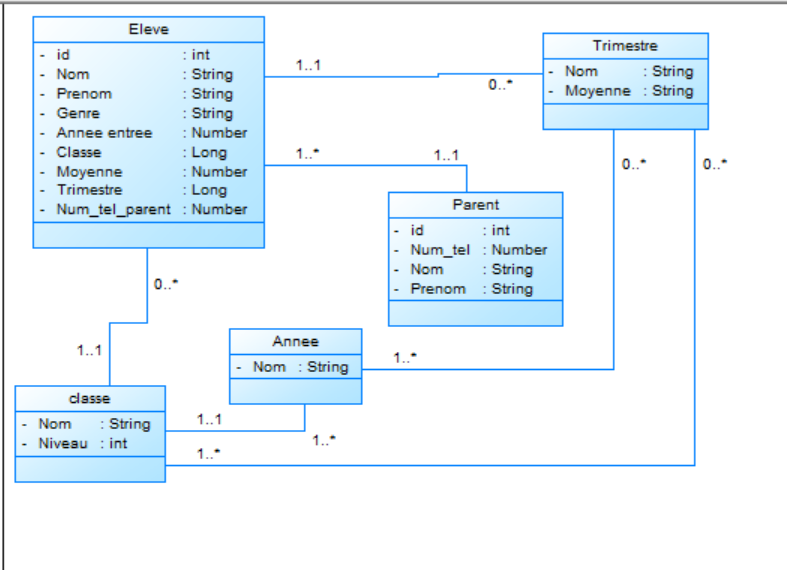 Eleve
- id : int
- Nom : String
- Prenom : String
- Genre : String
- Annee entree : Number
- Classe : Long
- Moyenne : Number
- Trimestre : Long
- Num_tel_parent : Number
1..1
0..*
Trimestre
- Nom : String
- Moyenne : String
1..*
1..1
0..*
0..*
Parent
- id : int
- Num_tel : Number
- Nom : String
- Prenom : String
0..*
1..1
Annee
- Nom : String
1..*
classe
- Nom : String
- Niveau : int
1..1
1..*
1..*